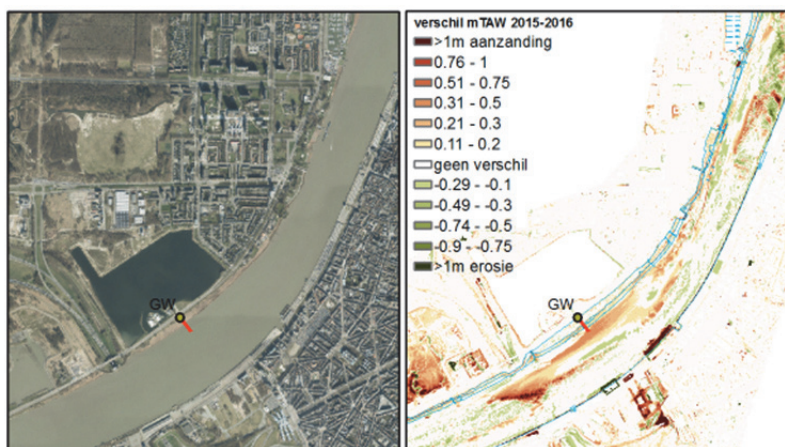 GW
verschil mTAW 2015-2016
>1m aanzanding
0.76 - 1
0.51 - 0.75
0.31 - 0.5
0.21 - 0.3
0.11 - 0.2
geen verschil
-0.29 - -0.1
-0.49 - -0.3
-0.74 - -0.5
-0.9 - -0.75
>1m erosie
GW